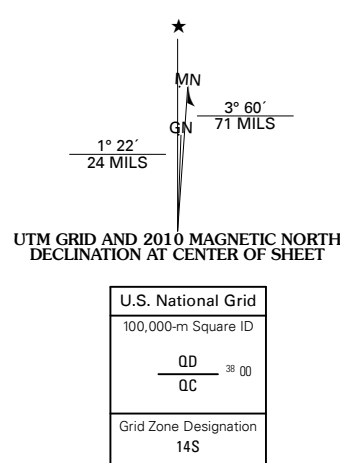 ★
MN
3° 60´
71 MILS
GN
1° 22´
24 MILS
UTM GRID AND 2010 MAGNETIC NORTH
DECLINATION AT CENTER OF SHEET
U.S. National Grid
100,000-m Square ID
QD
38 00
QC
Grid Zone Designation
14S